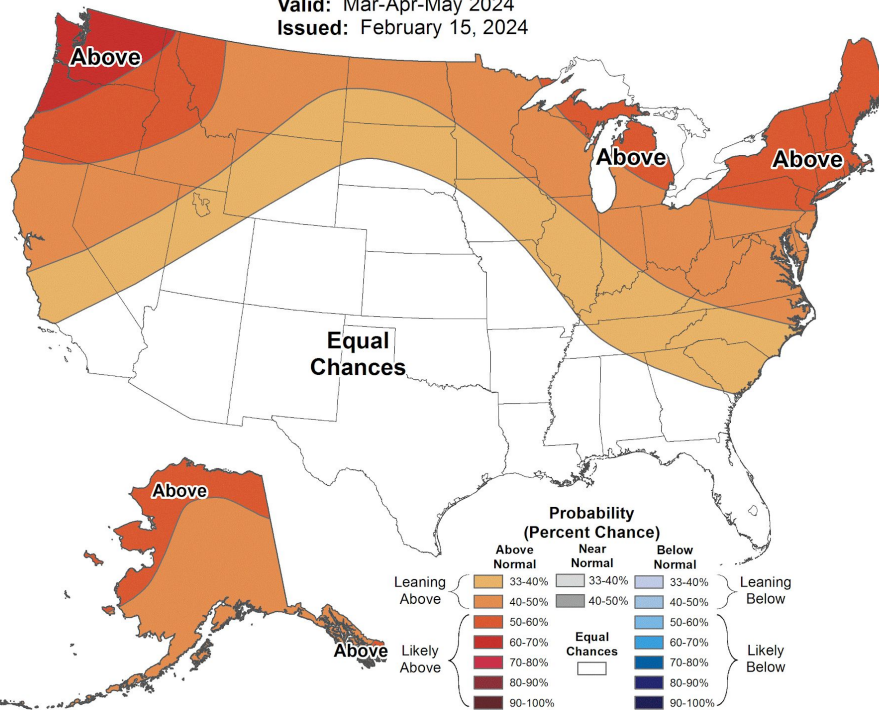 Valid: Mar-Apr-May 2024
Issued: February 15, 2024
Above
Above
Above
Equal
Chances
Above
Above
Probability
(Percent Chance)
Above
Normal
Near
Normal
Below
Normal
Leaning
Above
33-40%
40-50%
33-40%
40-50%
33-40%
40-50%
Leaning
Below
Likely
Above
50-60%
60-70%
70-80%
80-90%
90-100%
Equal
Chances
50-60%
60-70%
70-80%
80-90%
90-100%
Likely
Below